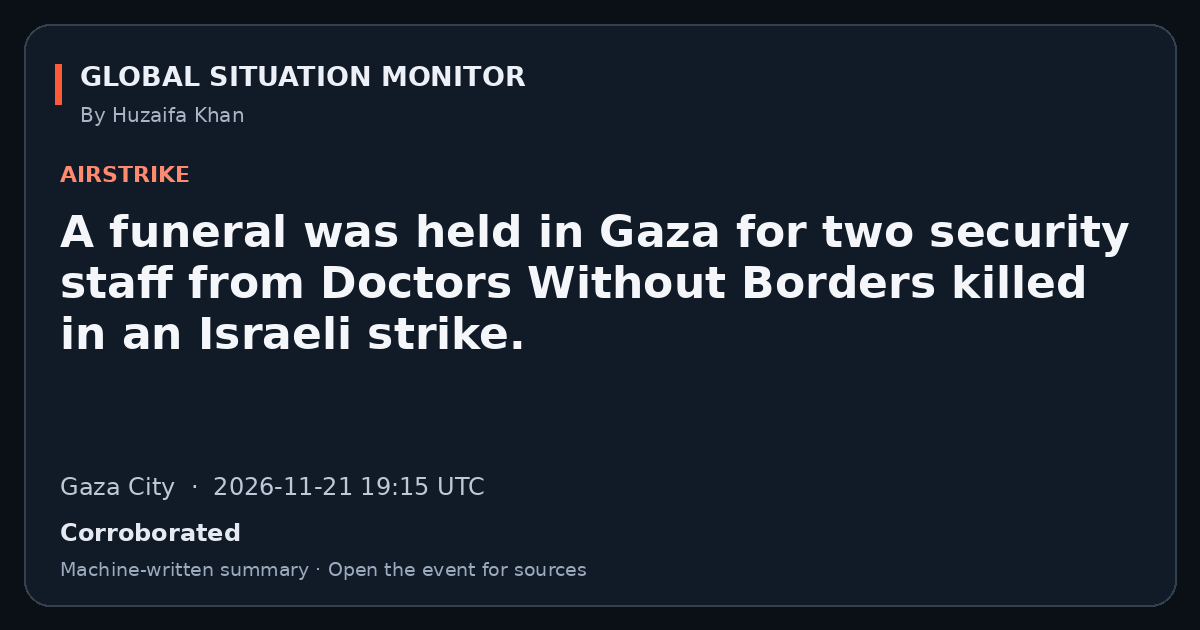 GLOBAL SITUATION MONITOR
By Huzaifa Khan
AIRSTRIKE
A funeral was held in Gaza for two security
staff from Doctors Without Borders killed
in an Israeli strike.
Gaza City · 2026-11-21 19:15 UTC
Corroborated
Machine-written summary · Open the event for sources